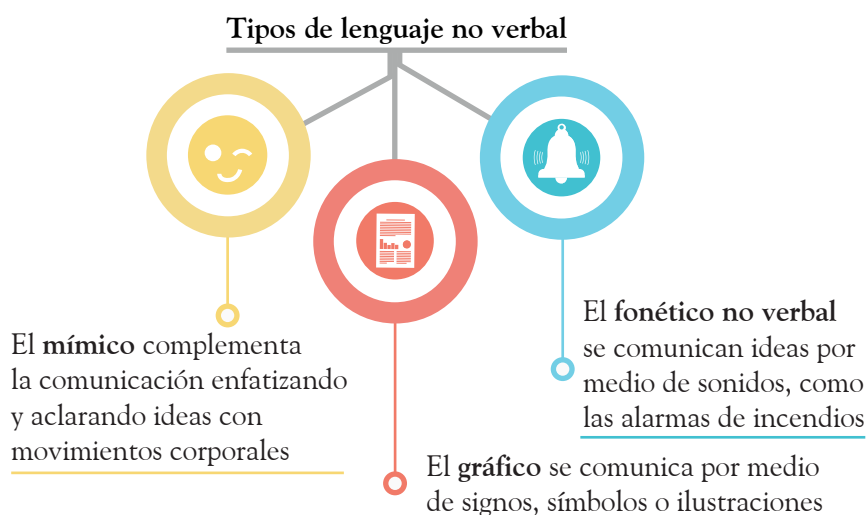 Tipos de lenguaje no verbal
El mímico complementa
la comunicación enfatizando
y aclarando ideas con
movimientos corporales
El gráfico se comunica por medio
de signos, símbolos o ilustraciones
El fonético no verbal
se comunican ideas por
medio de sonidos, como
las alarmas de incendios